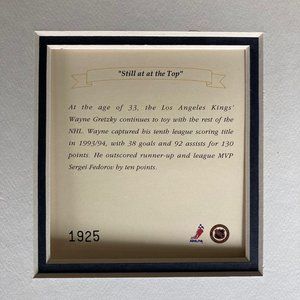 "Still at at the Top"
At the age of 33, the Los Angeles Kings'
Wayne Gretzky continues to toy with the rest of the
NHL. Wayne captured his tenth league scoring title
in 1993/94, with 38 goals and 92 assists for 130
points. He outscored runner-up and league MVP
Sergei Fedorov by ten points.
1925
NHLPA